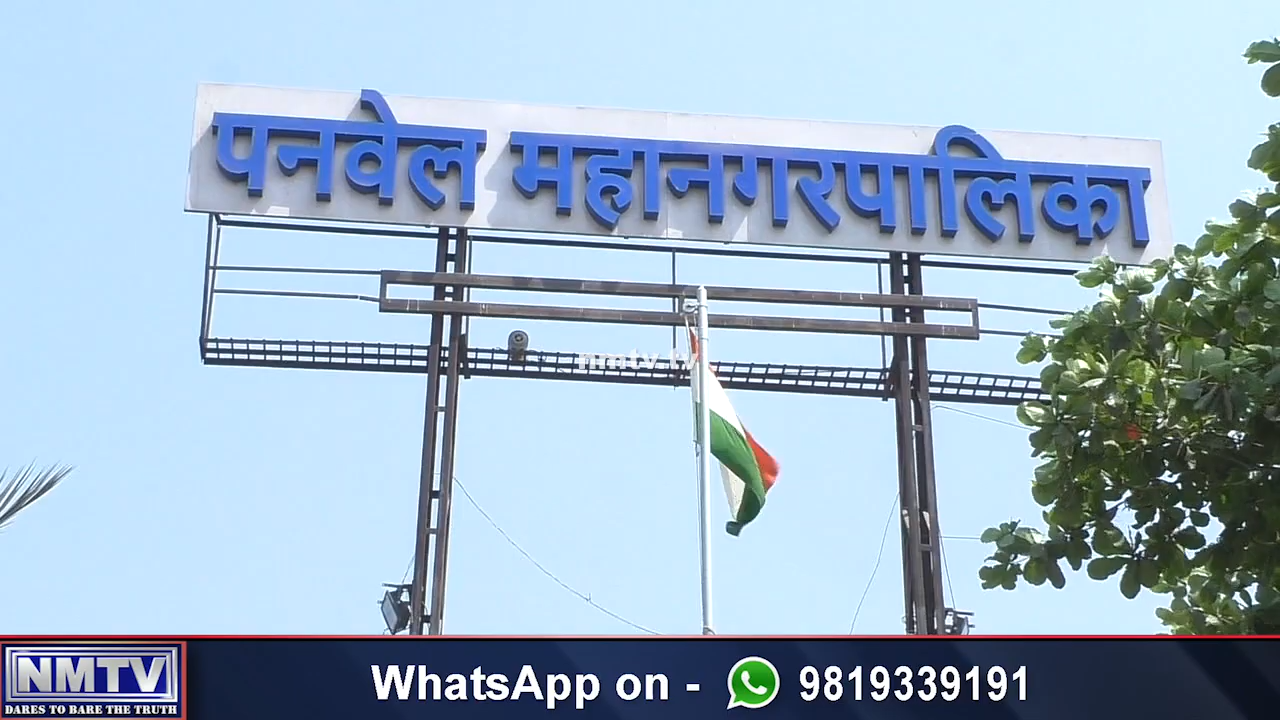 पनवेल महानगरपालिका
nmtv.tv
NMTV
DARES TO BARE THE TRUTH
WhatsApp on - 9819339191